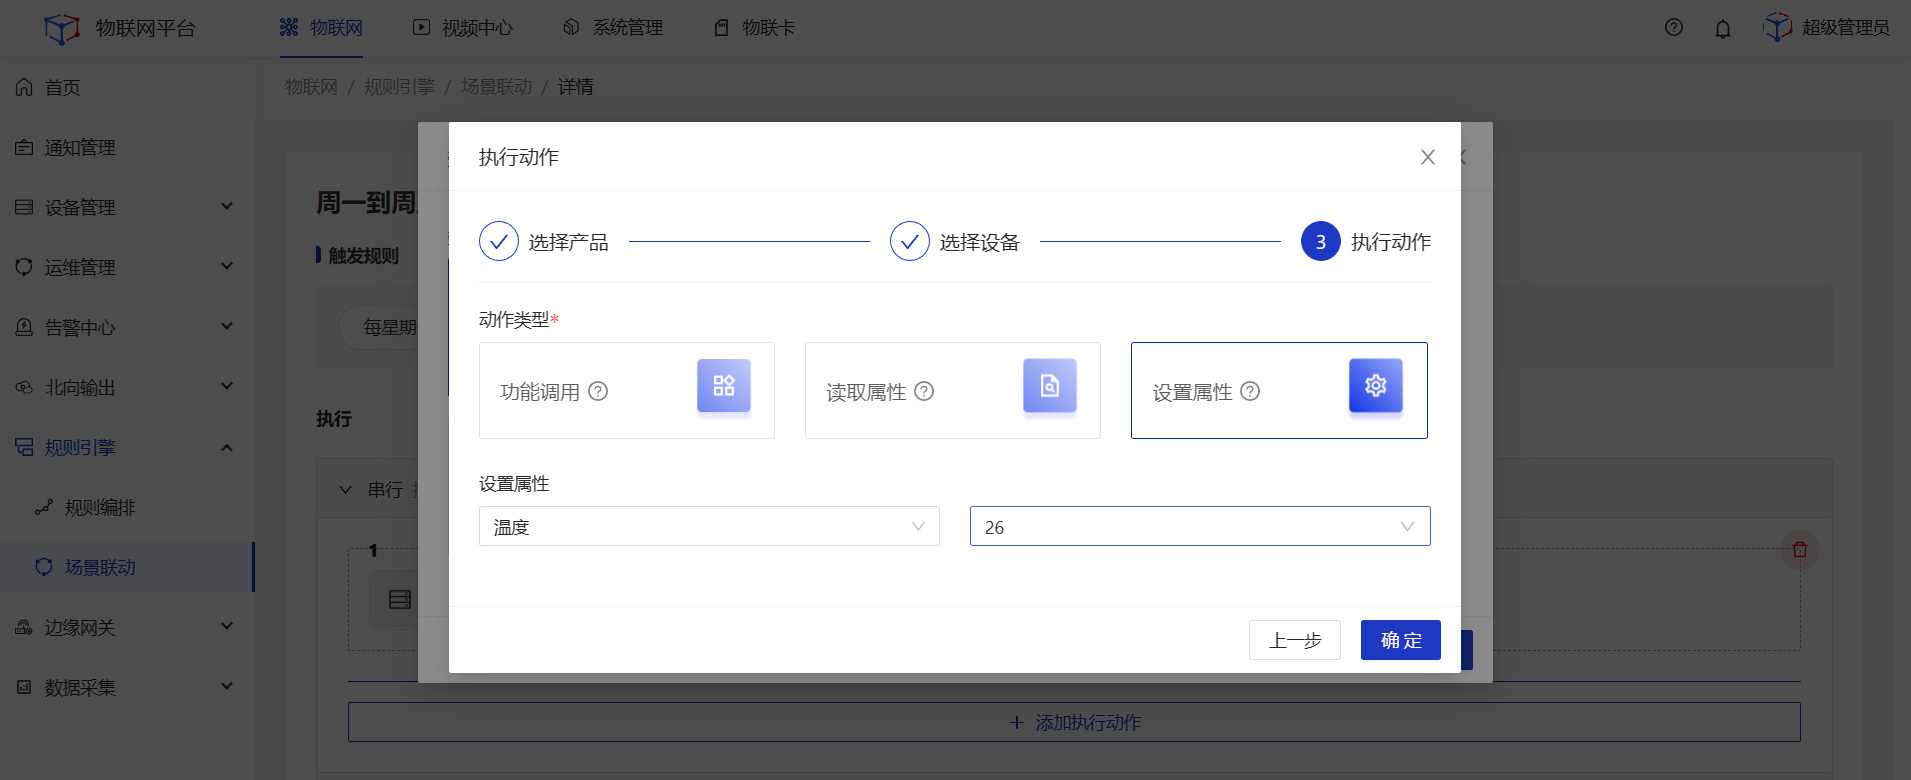 物联网平台
物联网
视频中心
系统管理
物联卡
超级管理员
首页
通知管理
设备管理
运维管理
告警中心
北向输出
规则引擎
规则编排
场景联动
边缘网关
数据采集
物联网 / 规则引擎 / 场景联动 / 详情
周一到周
触发规则
每星期
执行
串行
1
执行动作
选择产品
选择设备
3 执行动作
动作类型*
功能调用
读取属性
设置属性
设置属性
温度
26
上一步
确 定
+ 添加执行动作